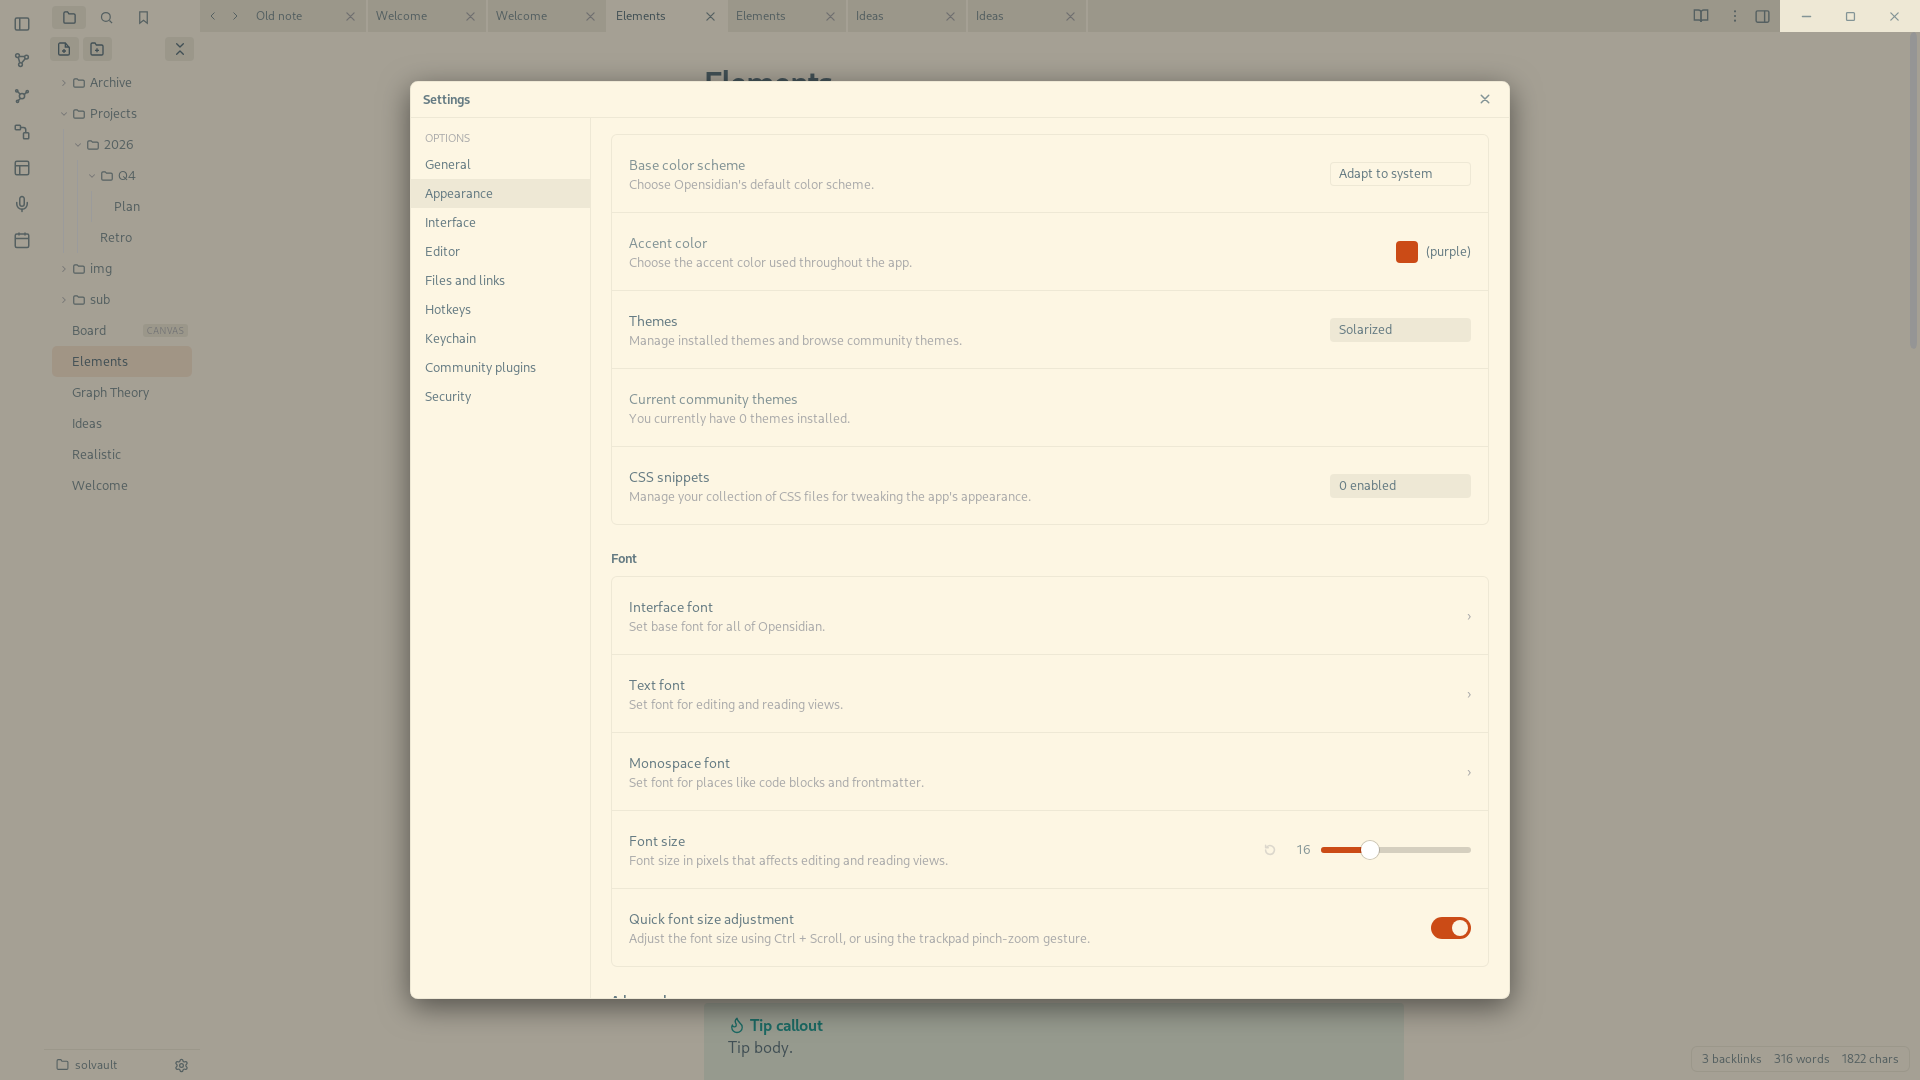 Old note
Welcome
Welcome
Elements
Elements
Ideas
Ideas
Archive
Projects
2026
Q4
Plan
Retro
img
sub
Board
CANVAS
Elements
Graph Theory
Ideas
Realistic
Welcome
solvault
Elements
Settings
OPTIONS
General
Appearance
Interface
Editor
Files and links
Hotkeys
Keychain
Community plugins
Security
Base color scheme
Choose Opensidian's default color scheme.
Adapt to system
Accent color
Choose the accent color used throughout the app.
(purple)
Themes
Manage installed themes and browse community themes.
Solarized
Current community themes
You currently have 0 themes installed.
CSS snippets
Manage your collection of CSS files for tweaking the app's appearance.
0 enabled
Font
Interface font
Set base font for all of Opensidian.
Text font
Set font for editing and reading views.
Monospace font
Set font for places like code blocks and frontmatter.
Font size
Font size in pixels that affects editing and reading views.
16
Quick font size adjustment
Adjust the font size using Ctrl + Scroll, or using the trackpad pinch-zoom gesture.
Tip callout
Tip body.
3 backlinks
316 words
1822 chars